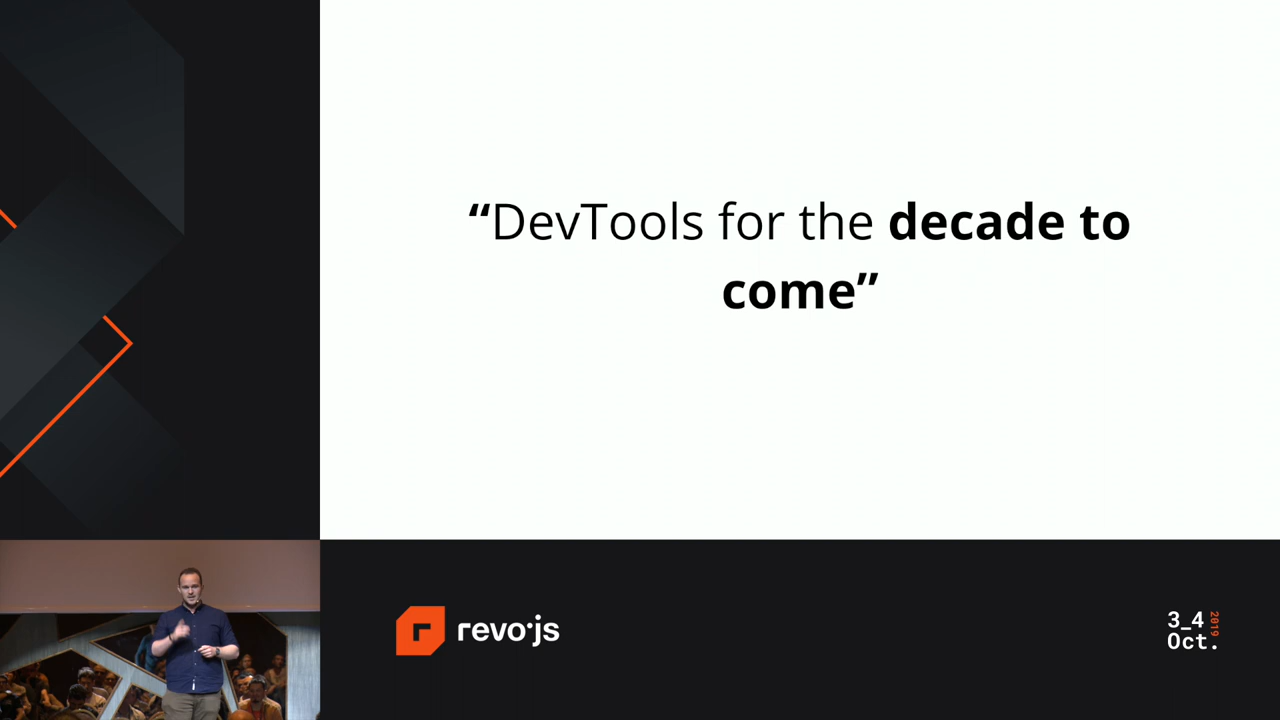 “DevTools for the decade to
come”
r revo·js
3_4 2019
Oct.